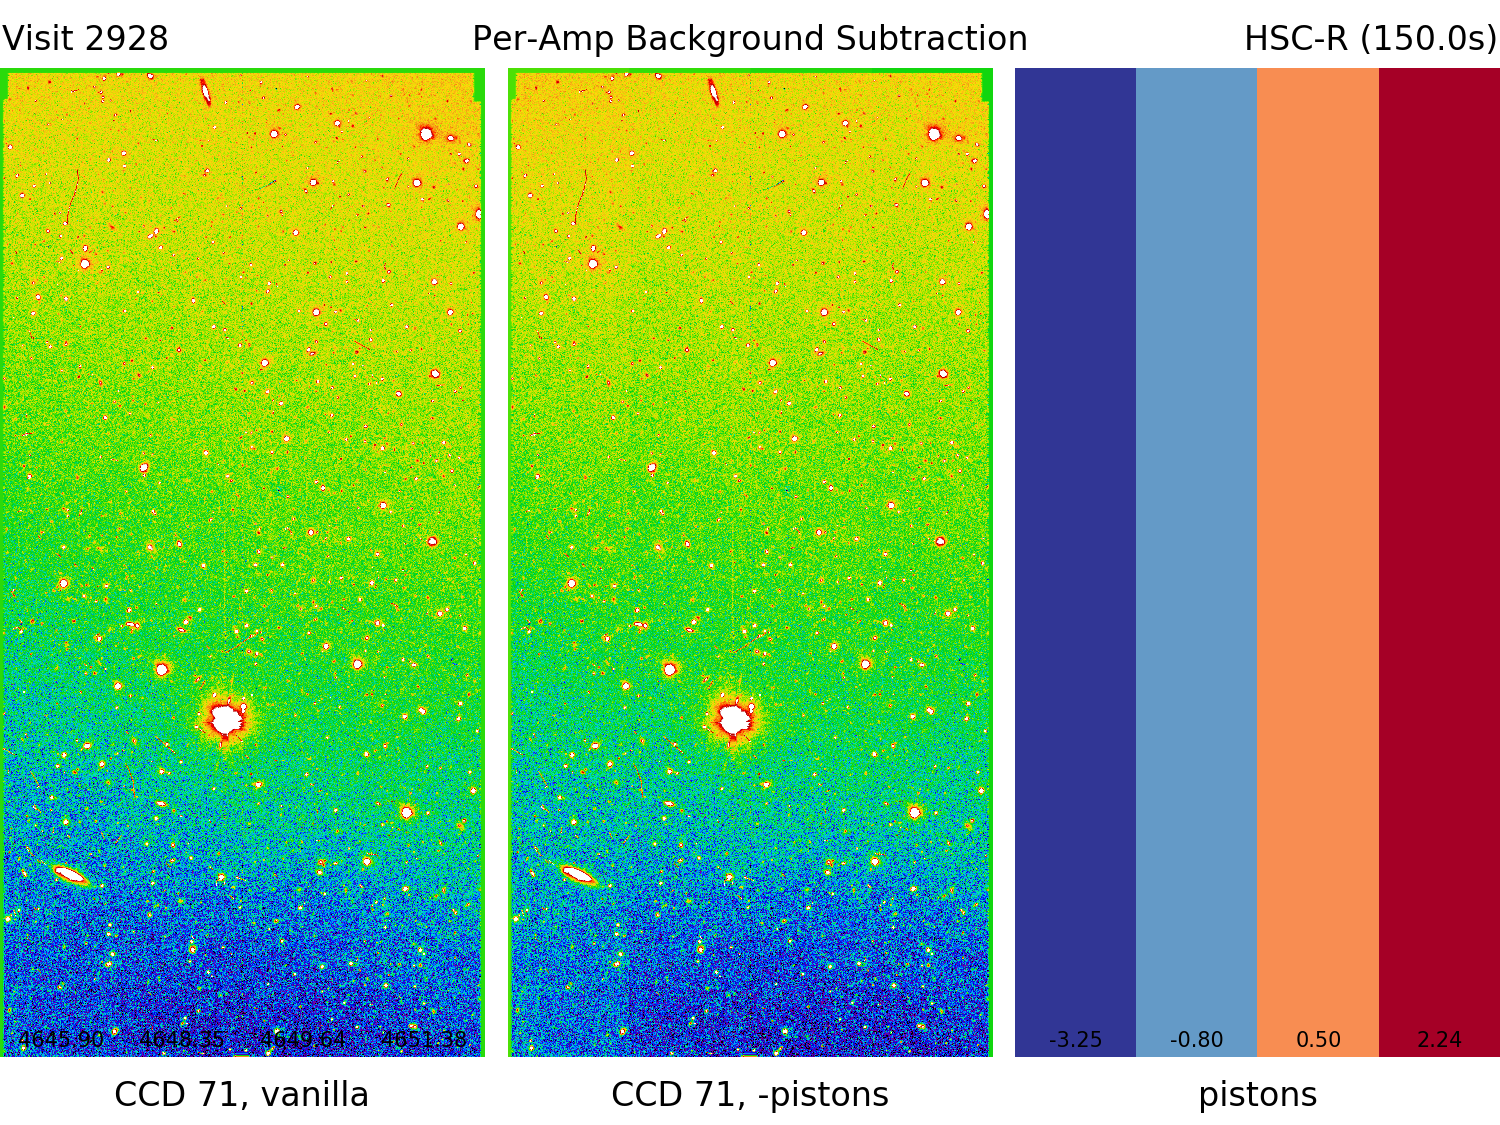 Visit 2928 Per-Amp Background Subtraction HSC-R (150.0s)
4645.90 4648.35 4649.64 4651.38 -3.25 -0.80 0.50 2.24
CCD 71, vanilla CCD 71, -pistons pistons